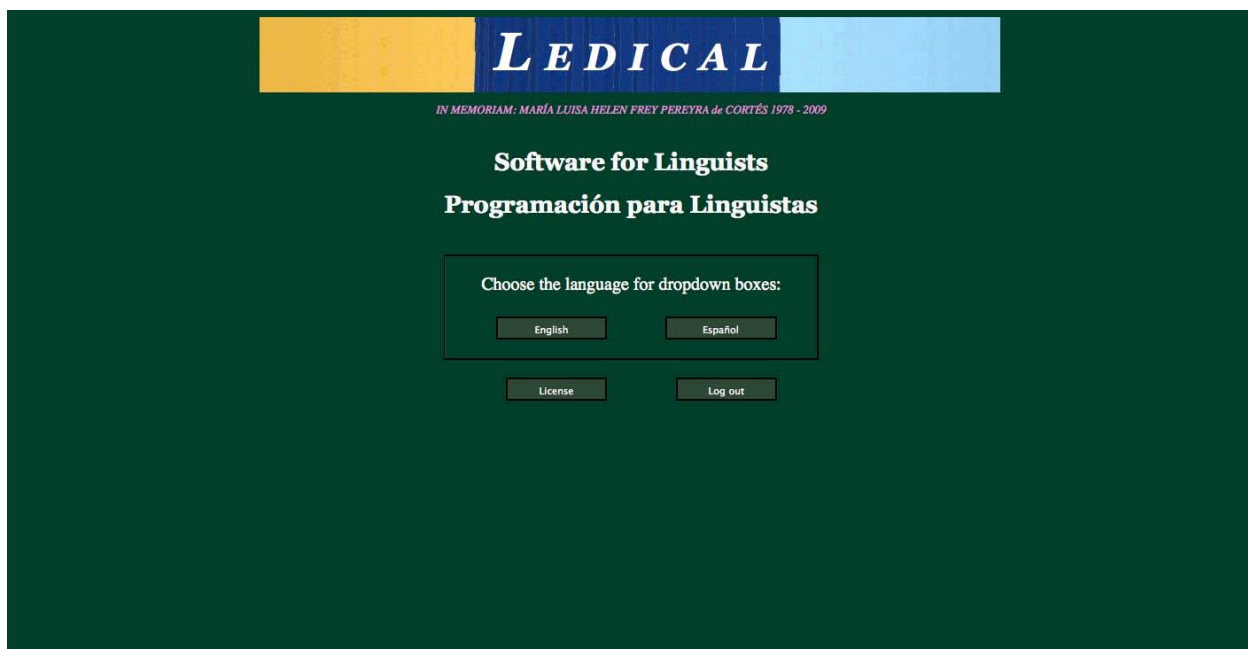 LEDICAL
IN MEMORIAM: MARÍA LUISA HELEN FREY PEREYRA de CORTÉS 1978 - 2009
Software for Linguists
Programación para Linguistas
Choose the language for dropdown boxes:
English Español
License Log out